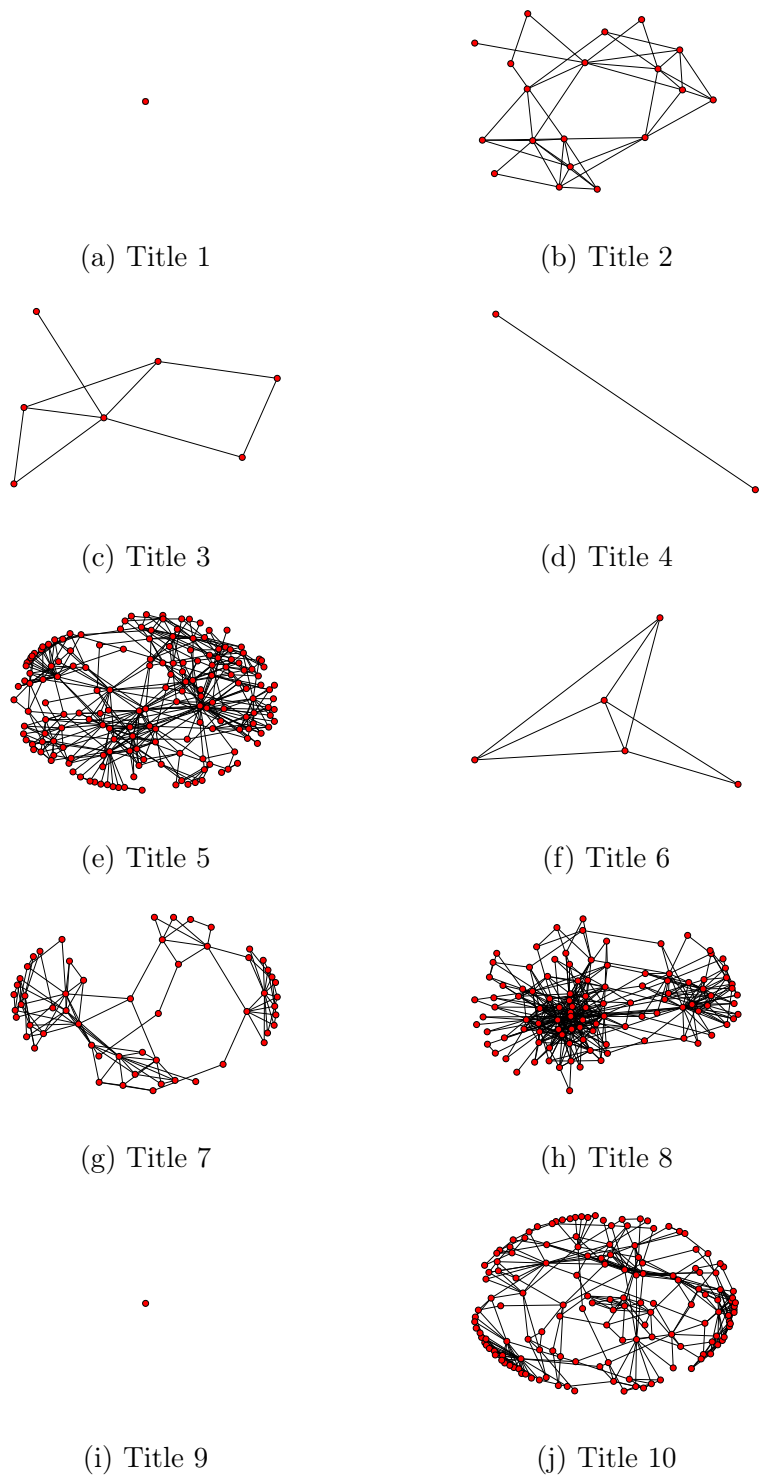 (a) Title 1
(b) Title 2
(c) Title 3
(d) Title 4
(e) Title 5
(f) Title 6
(g) Title 7
(h) Title 8
(i) Title 9
(j) Title 10